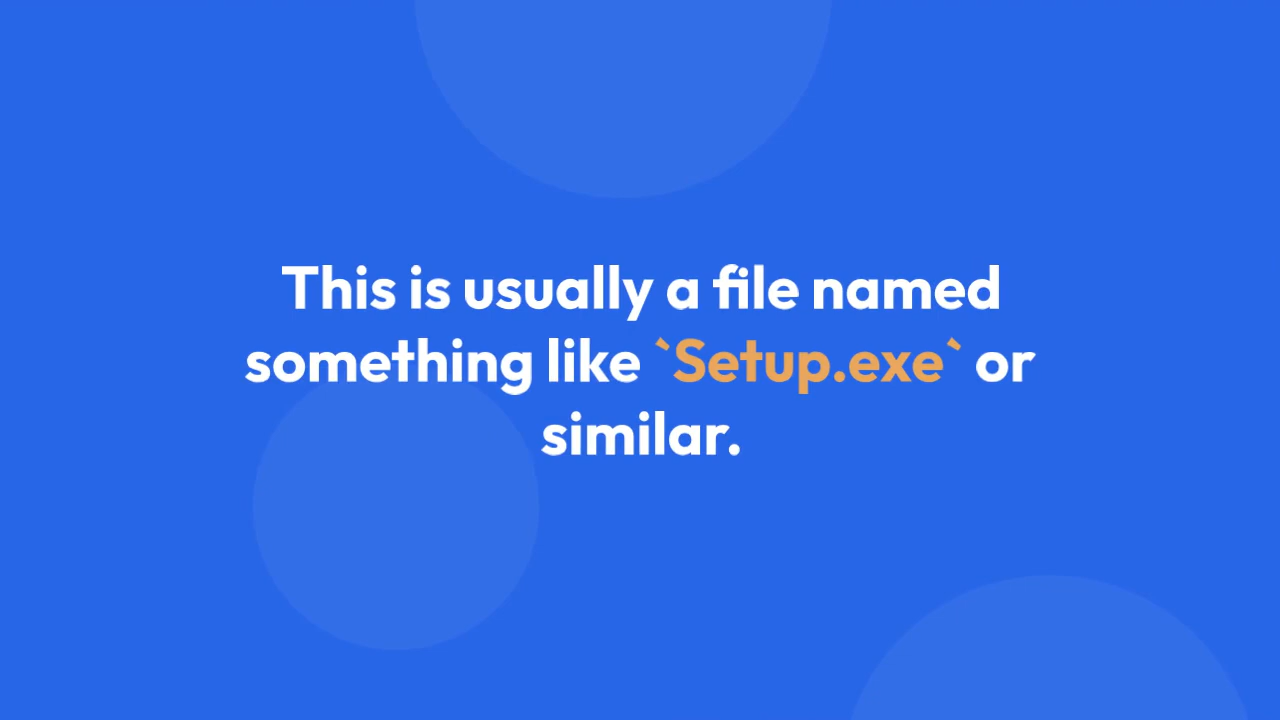 This is usually a file named
something like `Setup.exe` or
similar.